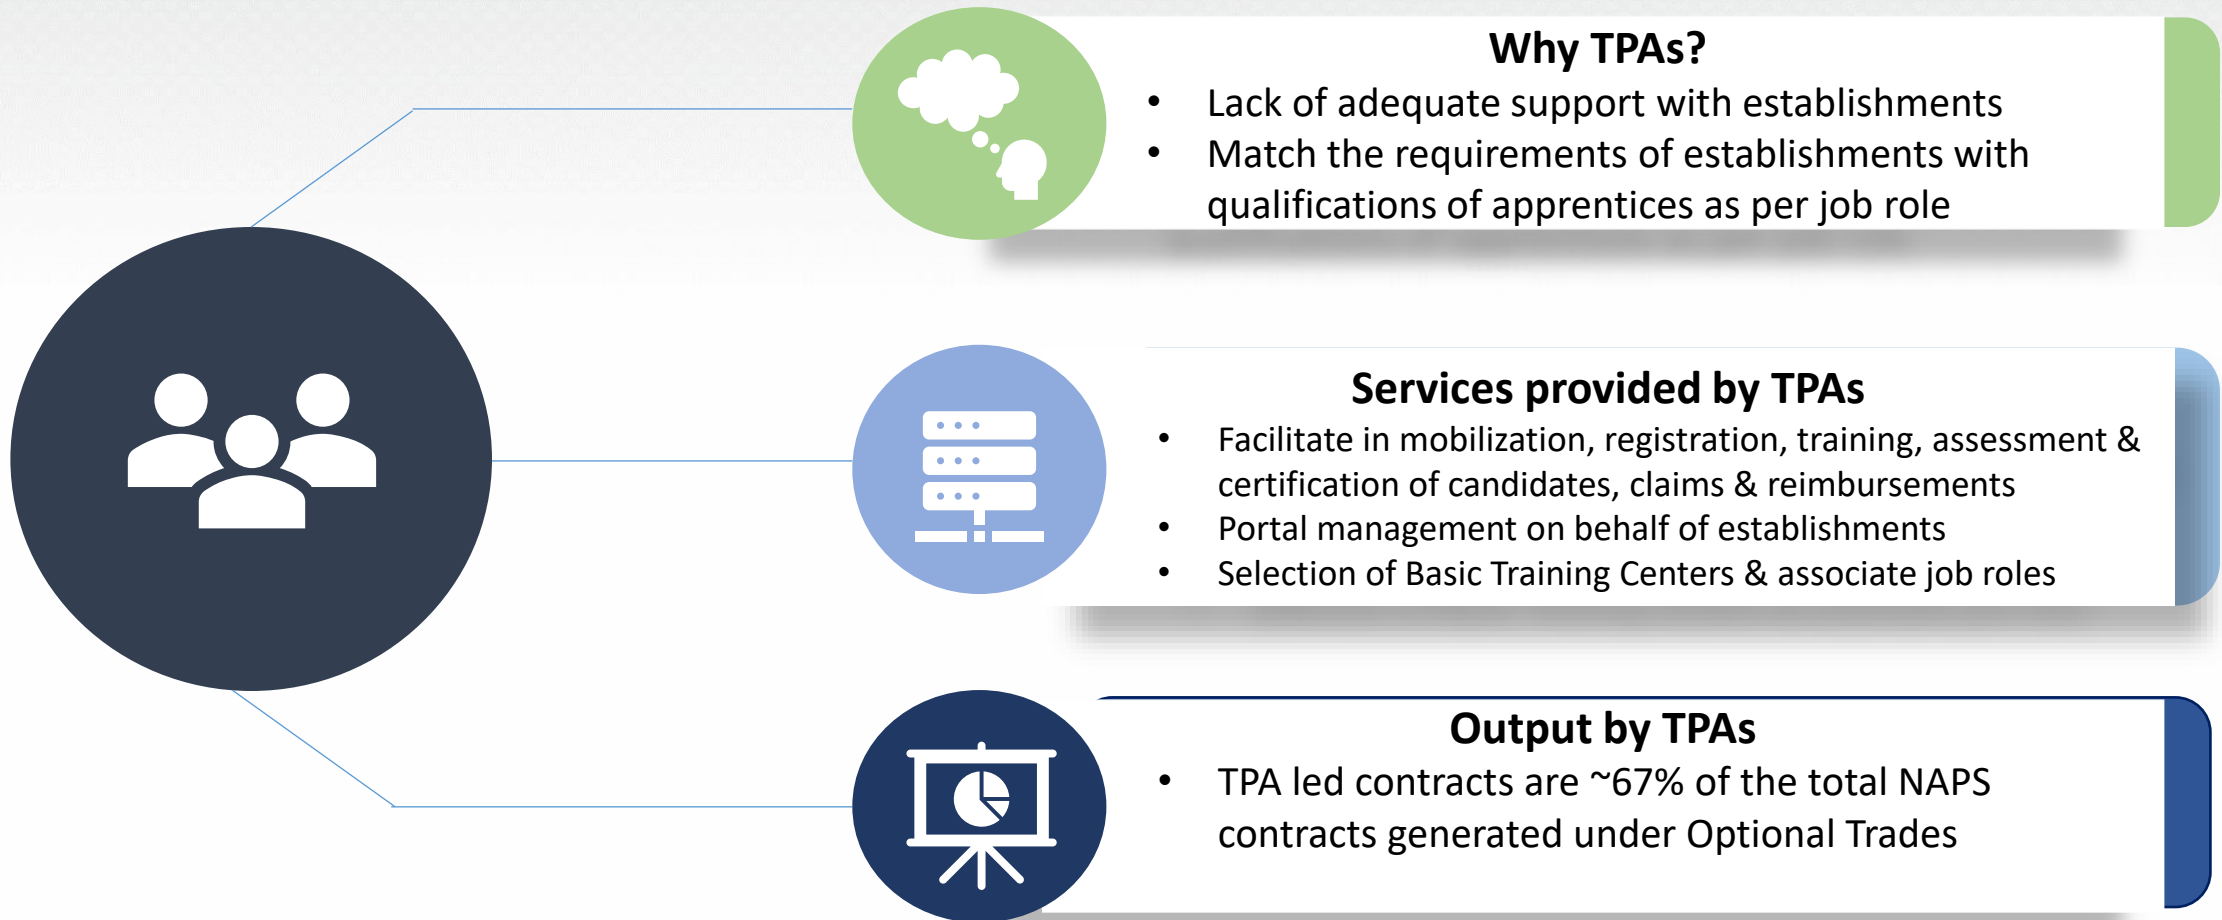 Why TPAs?
• Lack of adequate support with establishments
• Match the requirements of establishments with
qualifications of apprentices as per job role
Services provided by TPAs
• Facilitate in mobilization, registration, training, assessment &
certification of candidates, claims & reimbursements
• Portal management on behalf of establishments
• Selection of Basic Training Centers & associate job roles
Output by TPAs
• TPA led contracts are ~67% of the total NAPS
contracts generated under Optional Trades